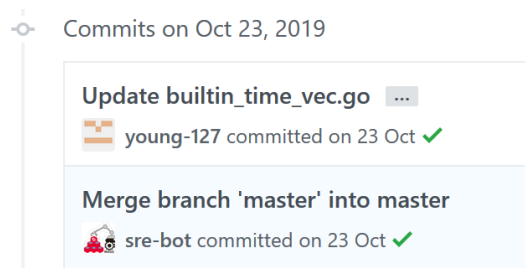 Commits on Oct 23, 2019
Update builtin_time_vec.go ...
young-127 committed on 23 Oct
Merge branch 'master' into master
sre-bot committed on 23 Oct